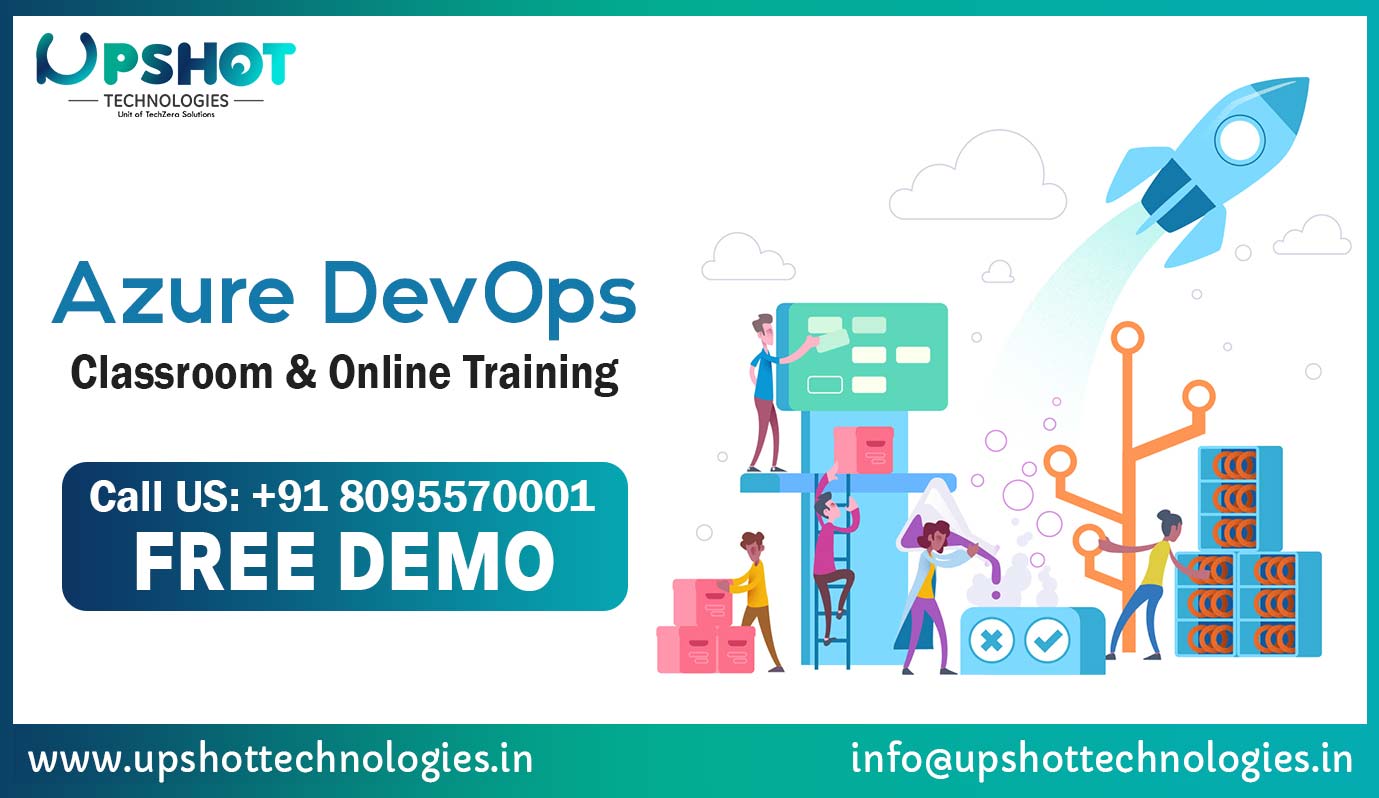 UPSHOT
TECHNOLOGIES
Unit of TechZera Solutions
Azure DevOps
Classroom & Online Training
Call US: +91 8095570001
FREE DEMO
www.upshottechnologies.in
info@upshottechnologies.in